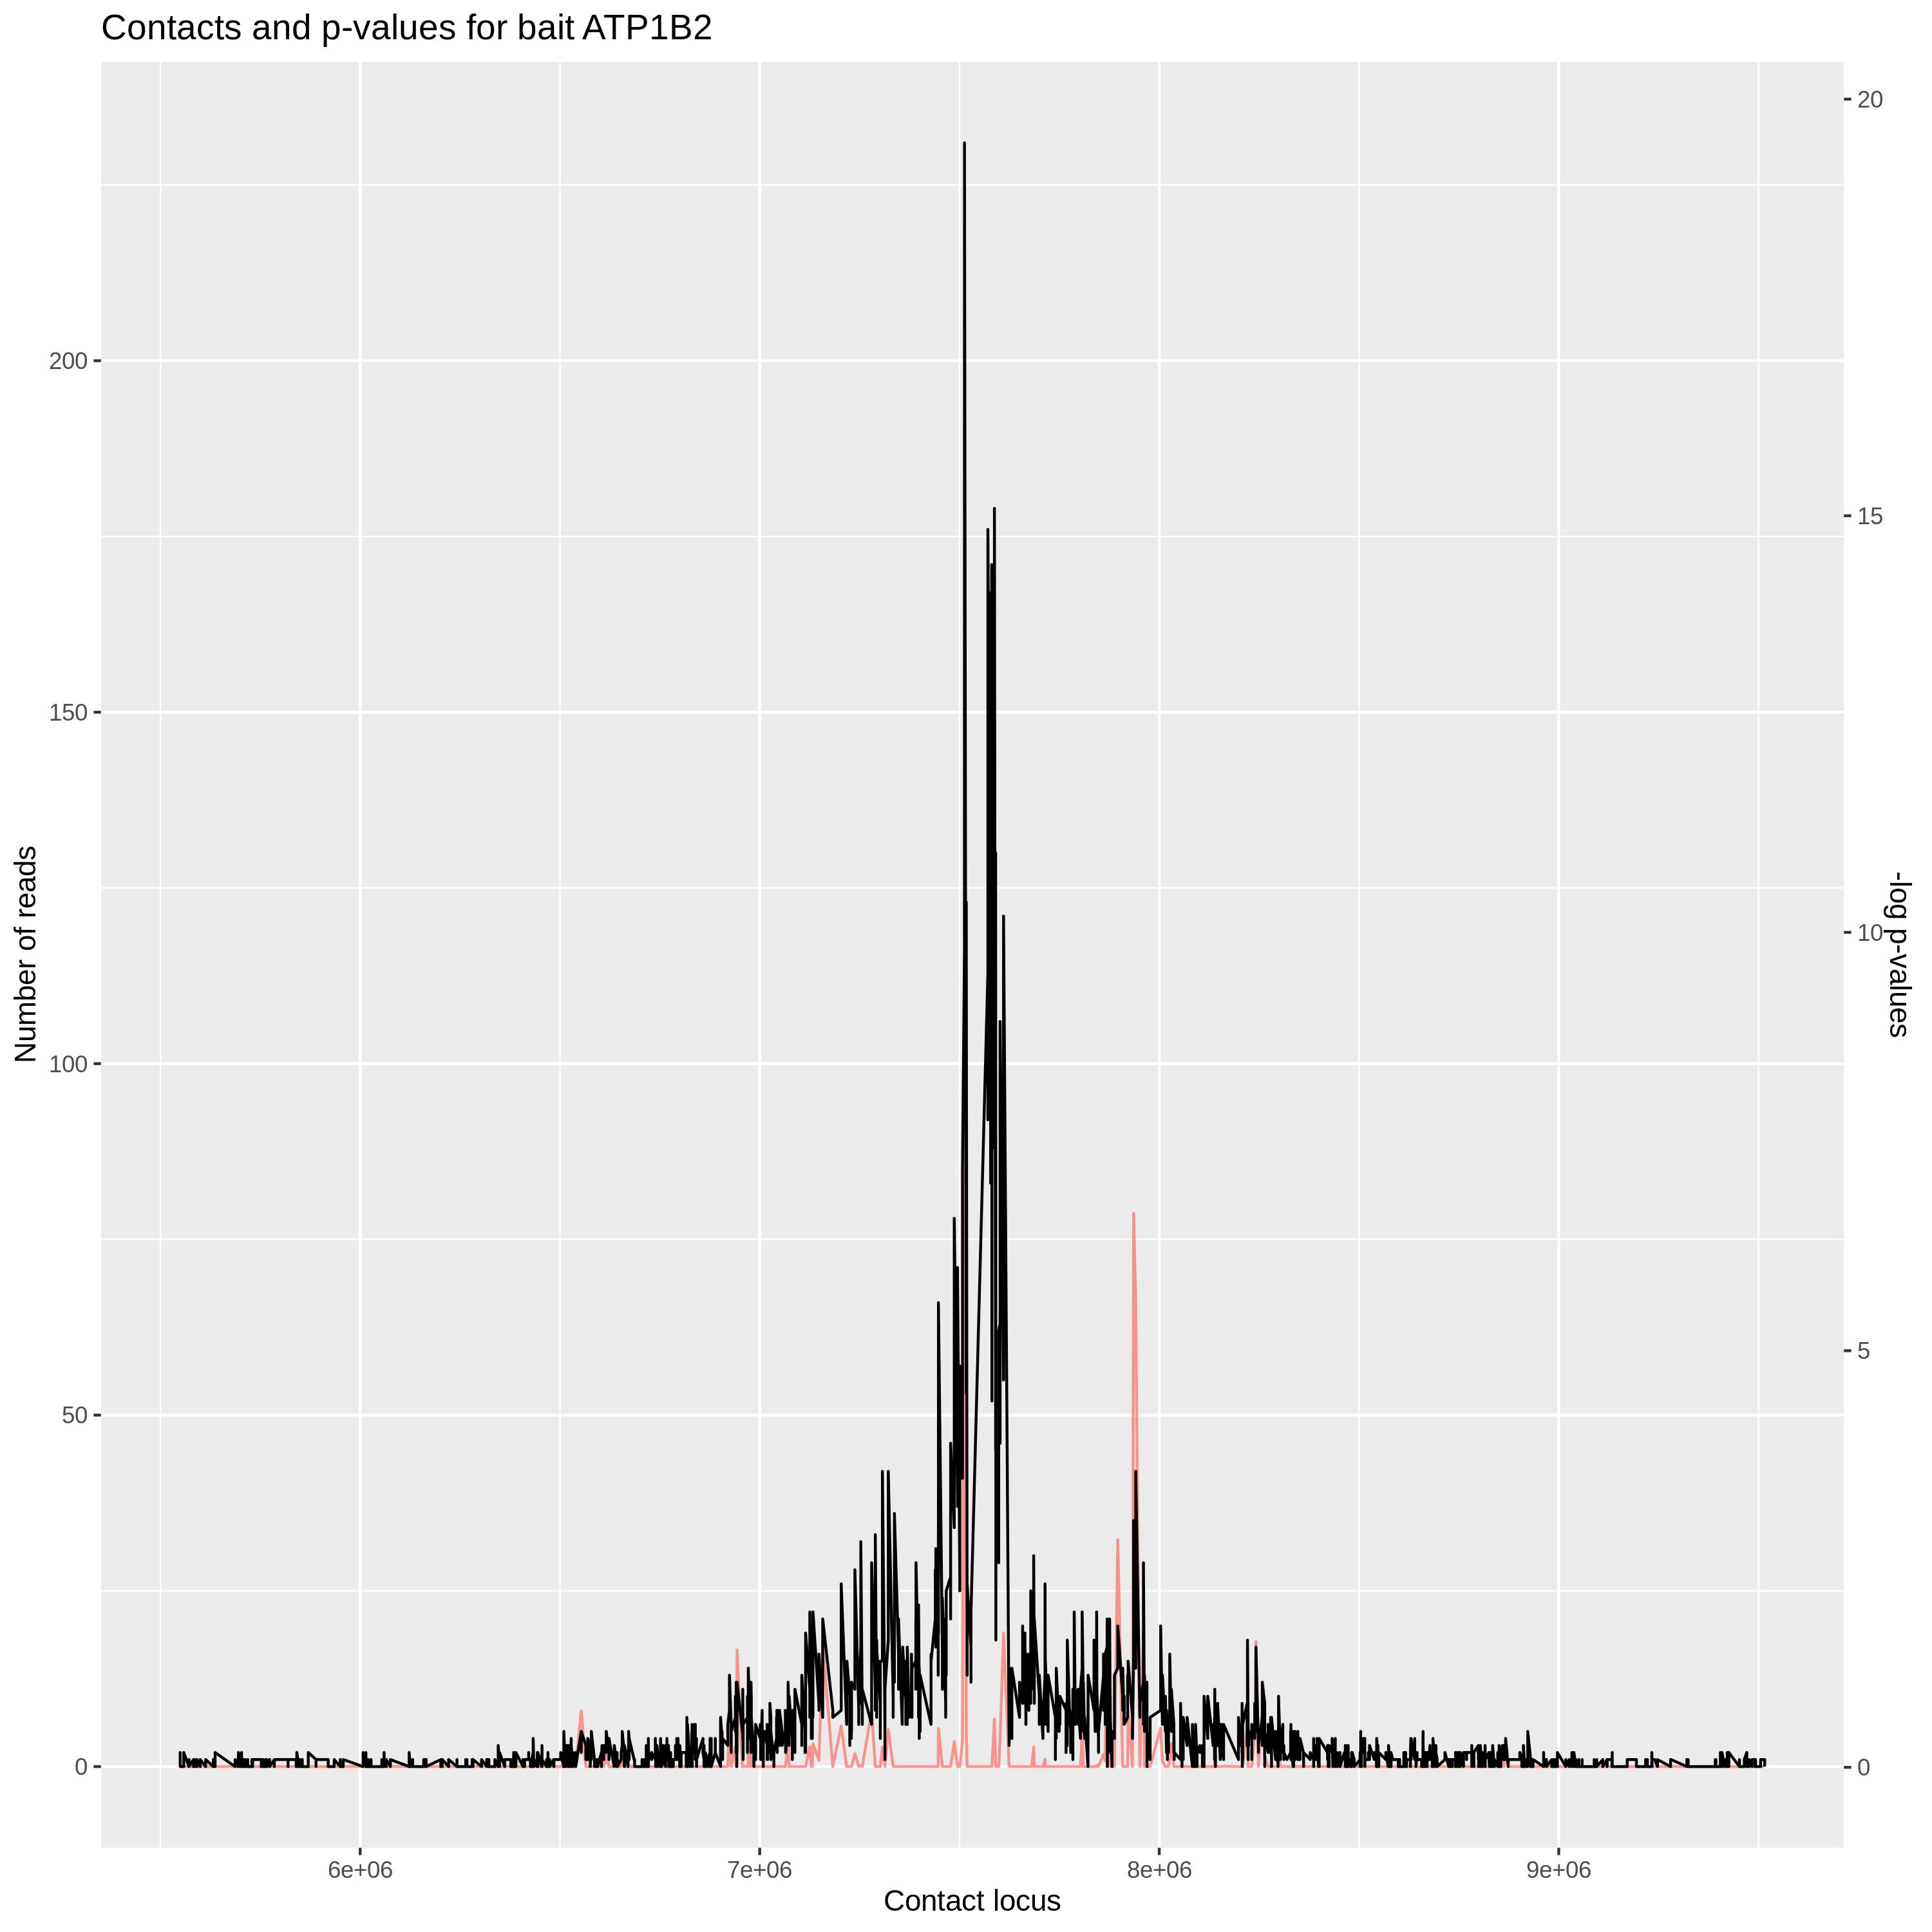 Contacts and p-values for bait ATP1B2
Number of reads
200
150
100
50
0
20
15
10
5
0
-log p-values
6e+06 7e+06 8e+06 9e+06
Contact locus